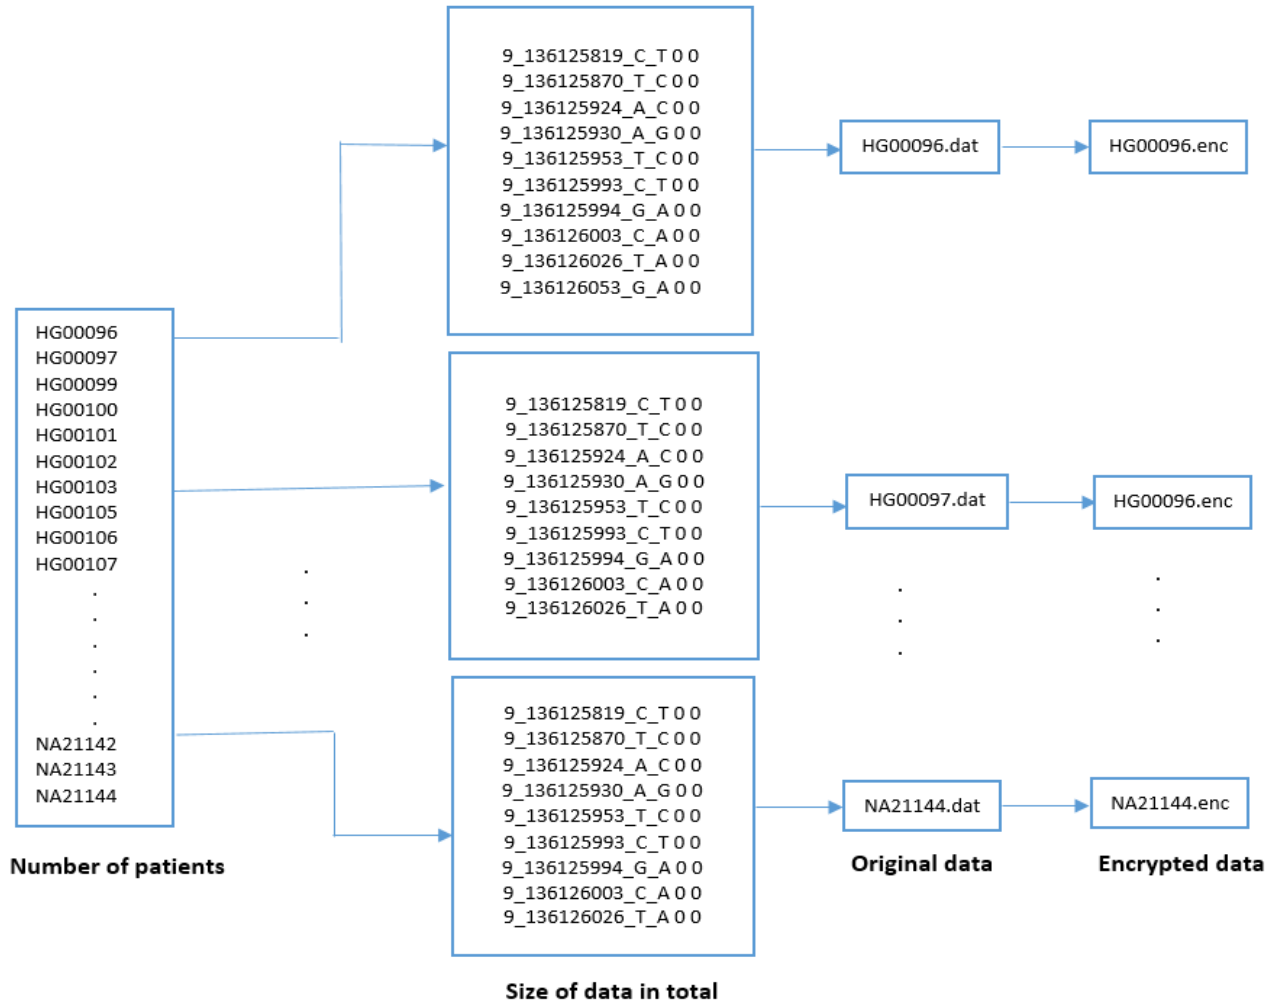 HG00096
HG00097
HG00099
HG00100
HG00101
HG00102
HG00103
HG00105
HG00106
HG00107
.
.
.
.
.
.
NA21142
NA21143
NA21144
Number of patients
.
.
.
9_136125819_C_T 0 0
9_136125870_T_C 0 0
9_136125924_A_C 0 0
9_136125930_A_G 0 0
9_136125953_T_C 0 0
9_136125993_C_T 0 0
9_136125994_G_A 0 0
9_136126003_C_A 0 0
9_136126026_T_A 0 0
9_136126053_G_A 0 0
9_136125819_C_T 0 0
9_136125870_T_C 0 0
9_136125924_A_C 0 0
9_136125930_A_G 0 0
9_136125953_T_C 0 0
9_136125993_C_T 0 0
9_136125994_G_A 0 0
9_136126003_C_A 0 0
9_136126026_T_A 0 0
9_136125819_C_T 0 0
9_136125870_T_C 0 0
9_136125924_A_C 0 0
9_136125930_A_G 0 0
9_136125953_T_C 0 0
9_136125993_C_T 0 0
9_136125994_G_A 0 0
9_136126003_C_A 0 0
9_136126026_T_A 0 0
Size of data in total
HG00096.dat
HG00097.dat
.
.
.
NA21144.dat
Original data
HG00096.enc
HG00096.enc
.
.
.
NA21144.enc
Encrypted data